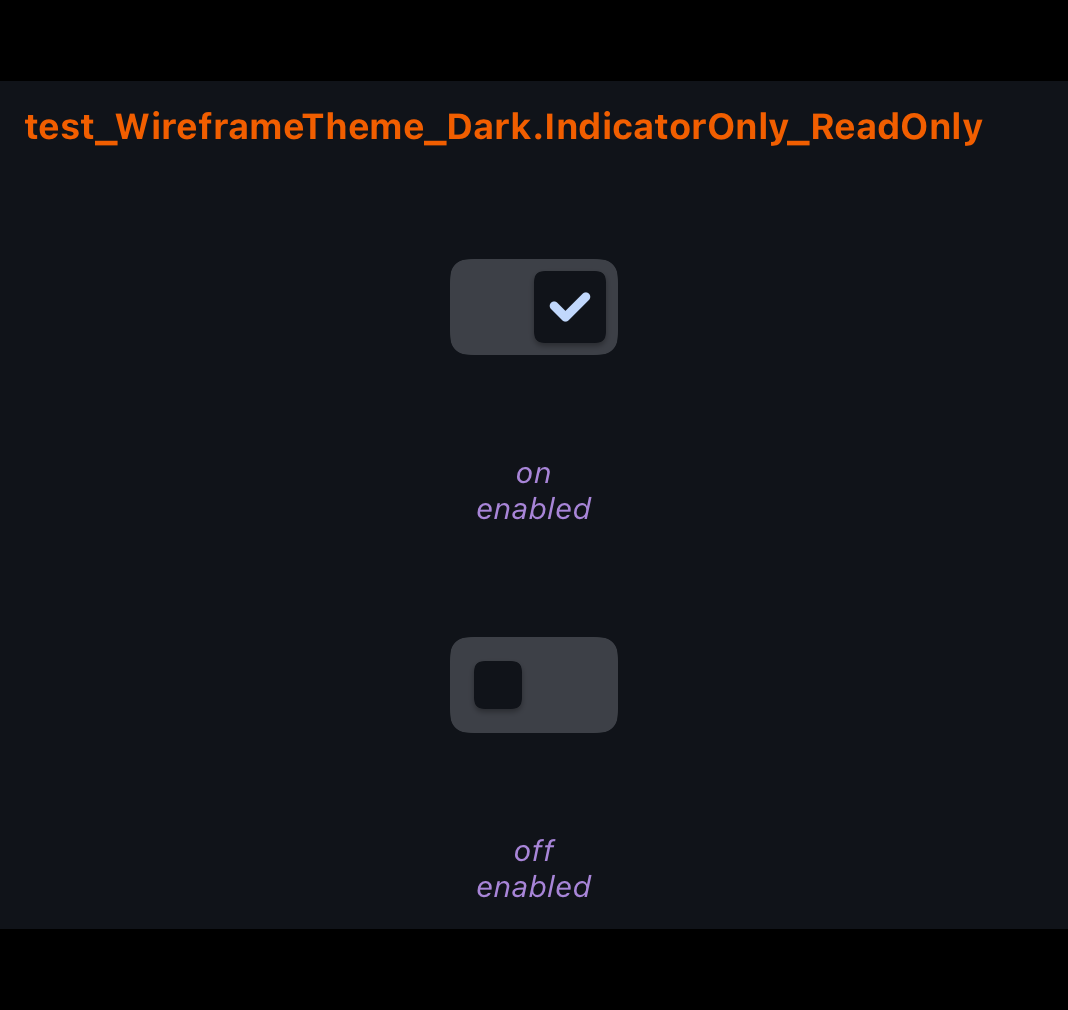 test_WireframeTheme_Dark.IndicatorOnly_ReadOnly
on
enabled
off
enabled